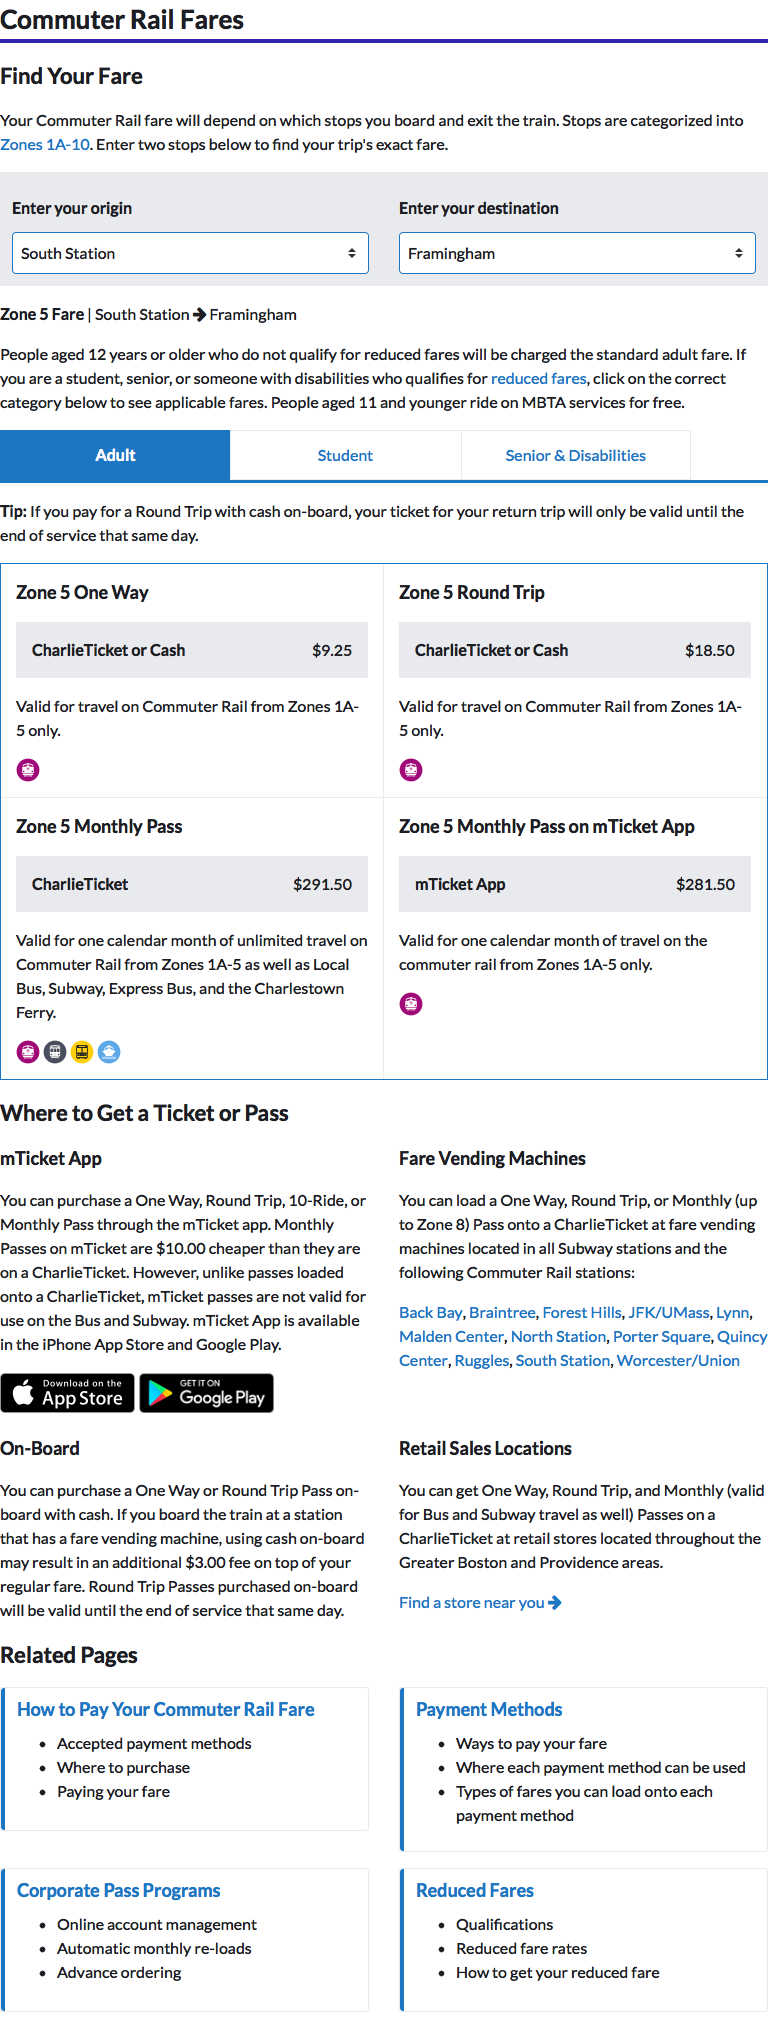 Commuter Rail Fares
Find Your Fare
Your Commuter Rail fare will depend on which stops you board and exit the train. Stops are categorized into
Zones 1A-10. Enter two stops below to find your trip's exact fare.
Enter your origin
South Station
Enter your destination
Framingham
Zone 5 Fare | South Station → Framingham
People aged 12 years or older who do not qualify for reduced fares will be charged the standard adult fare. If
you are a student, senior, or someone with disabilities who qualifies for reduced fares, click on the correct
category below to see applicable fares. People aged 11 and younger ride on MBTA services for free.
Adult
Student
Senior & Disabilities
Tip: If you pay for a Round Trip with cash on-board, your ticket for your return trip will only be valid until the
end of service that same day.
Zone 5 One Way
CharlieTicket or Cash $9.25
Valid for travel on Commuter Rail from Zones 1A-
5 only.
Zone 5 Round Trip
CharlieTicket or Cash $18.50
Valid for travel on Commuter Rail from Zones 1A-
5 only.
Zone 5 Monthly Pass
CharlieTicket $291.50
Valid for one calendar month of unlimited travel on
Commuter Rail from Zones 1A-5 as well as Local
Bus, Subway, Express Bus, and the Charlestown
Ferry.
Zone 5 Monthly Pass on mTicket App
mTicket App $281.50
Valid for one calendar month of travel on the
commuter rail from Zones 1A-5 only.
Where to Get a Ticket or Pass
mTicket App
You can purchase a One Way, Round Trip, 10-Ride, or
Monthly Pass through the mTicket app. Monthly
Passes on mTicket are $10.00 cheaper than they are
on a CharlieTicket. However, unlike passes loaded
onto a CharlieTicket, mTicket passes are not valid for
use on the Bus and Subway. mTicket App is available
in the iPhone App Store and Google Play.
Download on the
App Store
GET IT ON
Google Play
Fare Vending Machines
You can load a One Way, Round Trip, or Monthly (up
to Zone 8) Pass onto a CharlieTicket at fare vending
machines located in all Subway stations and the
following Commuter Rail stations:
Back Bay, Braintree, Forest Hills, JFK/UMass, Lynn,
Malden Center, North Station, Porter Square, Quincy
Center, Ruggles, South Station, Worcester/Union
On-Board
You can purchase a One Way or Round Trip Pass on-
board with cash. If you board the train at a station
that has a fare vending machine, using cash on-board
may result in an additional $3.00 fee on top of your
regular fare. Round Trip Passes purchased on-board
will be valid until the end of service that same day.
Retail Sales Locations
You can get One Way, Round Trip, and Monthly (valid
for Bus and Subway travel as well) Passes on a
CharlieTicket at retail stores located throughout the
Greater Boston and Providence areas.
Find a store near you →
Related Pages
How to Pay Your Commuter Rail Fare
• Accepted payment methods
• Where to purchase
• Paying your fare
Payment Methods
• Ways to pay your fare
• Where each payment method can be used
• Types of fares you can load onto each
payment method
Corporate Pass Programs
• Online account management
• Automatic monthly re-loads
• Advance ordering
Reduced Fares
• Qualifications
• Reduced fare rates
• How to get your reduced fare